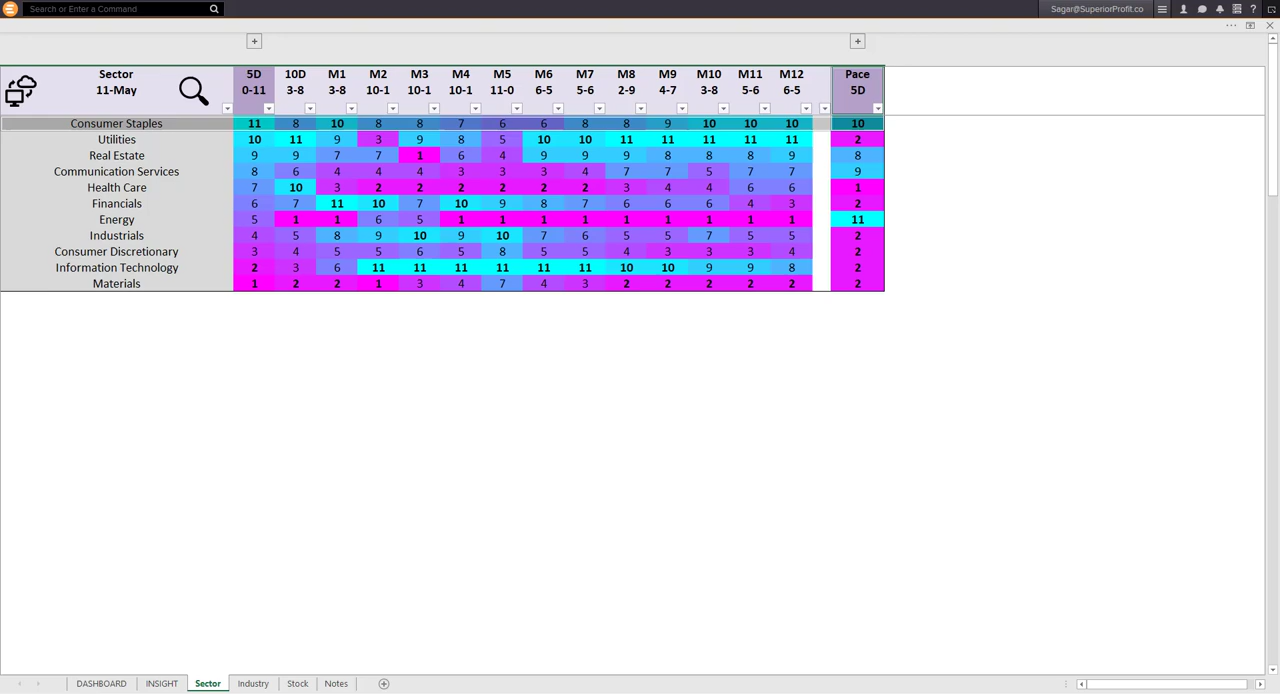 Search or Enter a Command
Sagar@SuperiorProfit.co
Sector 5D 10D M1 M2 M3 M4 M5 M6 M7 M8 M9 M10 M11 M12 Pace
11-May 0-11 3-8 3-8 10-1 10-1 10-1 11-0 6-5 5-6 2-9 4-7 3-8 5-6 6-5 5D
Consumer Staples 11 8 10 8 8 7 6 6 8 8 9 10 10 10 10
Utilities 10 11 9 3 9 8 5 10 10 11 11 11 11 11 2
Real Estate 9 9 7 7 1 6 4 9 9 9 8 8 8 9 8
Communication Services 8 6 4 4 4 3 3 3 4 7 7 5 7 7 9
Health Care 7 10 3 2 2 2 2 2 2 3 4 4 6 6 1
Financials 6 7 11 10 7 10 9 8 7 6 6 6 4 3 2
Energy 5 1 1 6 5 1 1 1 1 1 1 1 1 1 11
Industrials 4 5 8 9 10 9 10 7 6 5 5 7 5 5 2
Consumer Discretionary 3 4 5 5 6 5 8 5 5 4 3 3 3 4 2
Information Technology 2 3 6 11 11 11 11 11 11 10 10 9 9 8 2
Materials 1 2 2 1 3 4 7 4 3 2 2 2 2 2 2
DASHBOARD INSIGHT Sector Industry Stock Notes